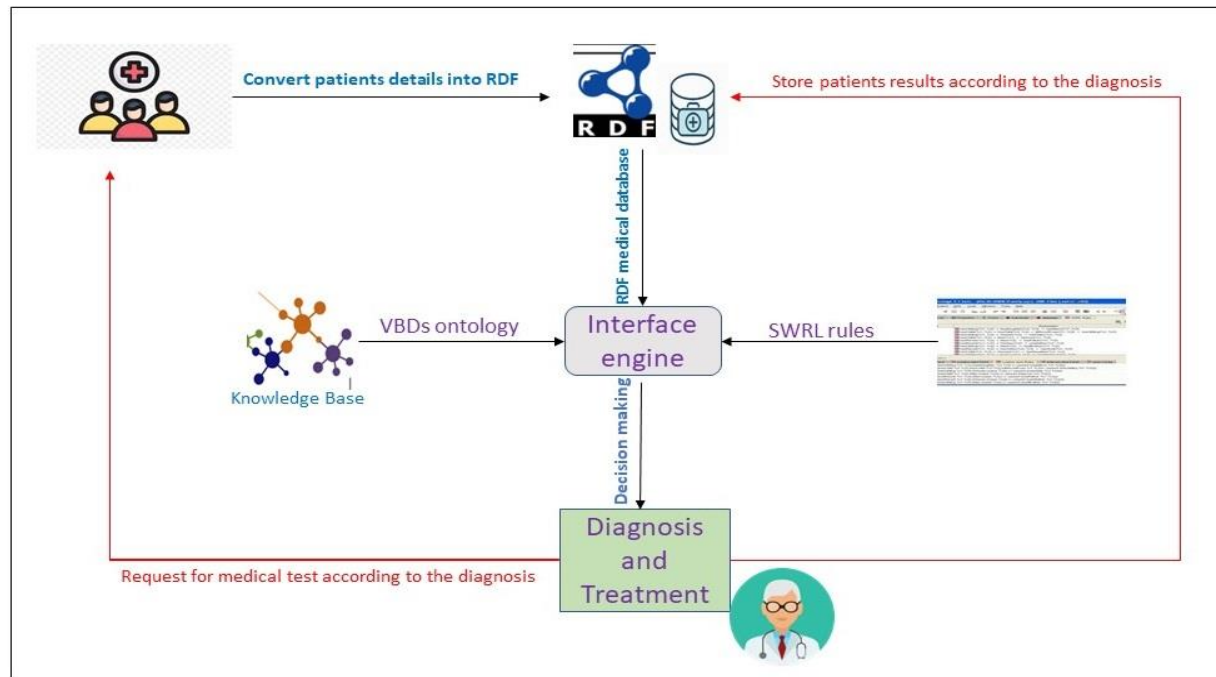 Convert patients details into RDF
R D F
Store patients results according to the diagnosis
RDF medical database
VBDs ontology
Interface
engine
SWRL rules
Knowledge Base
Decision making
Diagnosis
and
Treatment
Request for medical test according to the diagnosis